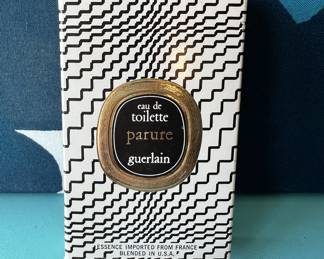 eau de
toilette
parure
guerlain
ESSENCE IMPORTED FROM FRANCE
BLENDED IN U.S.A.